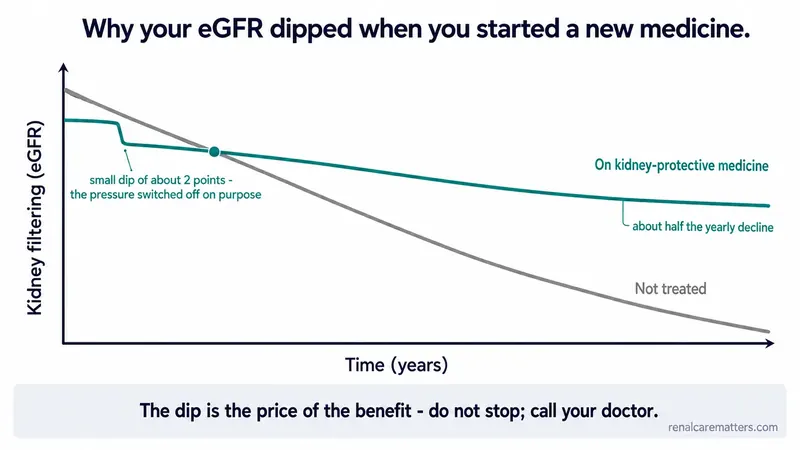 Why your eGFR dipped when you started a new medicine.
Kidney filtering (eGFR)
On kidney-protective medicine
small dip of about 2 points -
the pressure switched off on purpose
about half the yearly decline
Not treated
Time (years)
The dip is the price of the benefit - do not stop; call your doctor.
renalcarematters.com